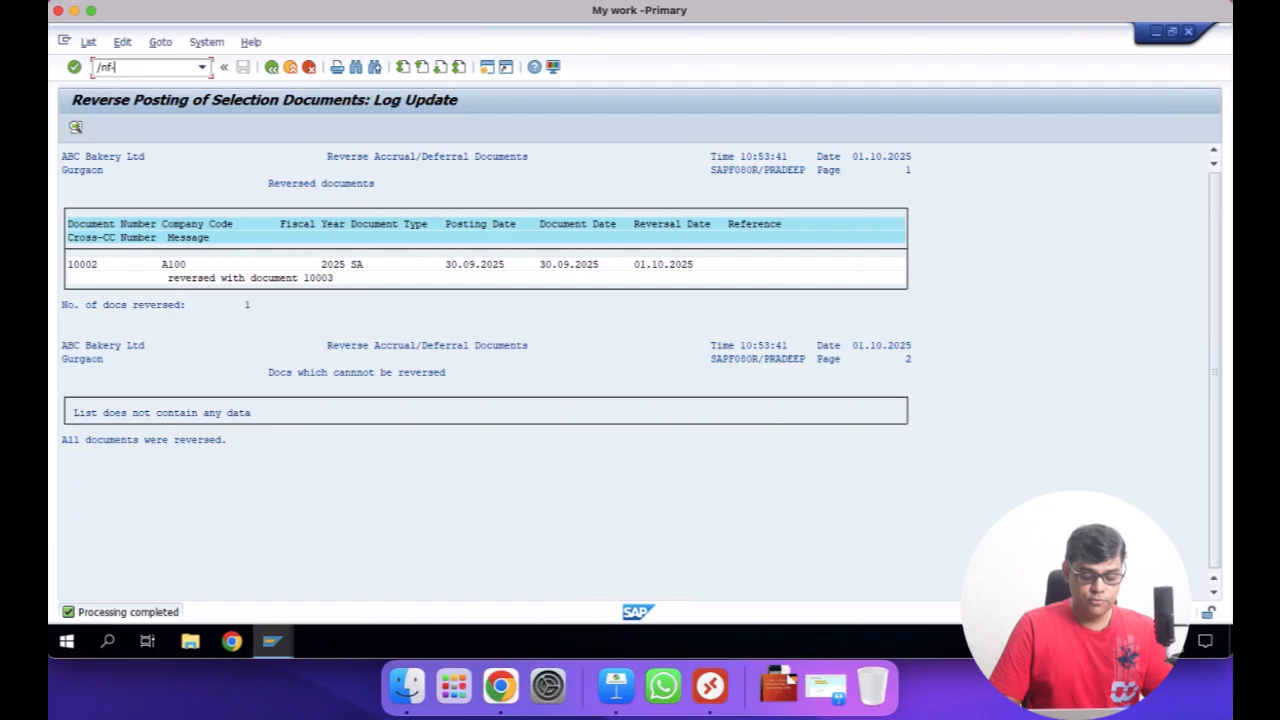 My work -Primary
List Edit Goto System Help
/nf-
Reverse Posting of Selection Documents: Log Update
ABC Bakery Ltd Reverse Accrual/Deferral Documents Time 10:53:41 Date 01.10.2025
Gurgaon SAPF080R/PRADEEP Page 1
Reversed documents
Document Number Company Code Fiscal Year Document Type Posting Date Document Date Reversal Date Reference
Cross-CC Number Message
10002 A100 2025 SA 30.09.2025 30.09.2025 01.10.2025
reversed with document 10003
No. of docs reversed: 1
ABC Bakery Ltd Reverse Accrual/Deferral Documents Time 10:53:41 Date 01.10.2025
Gurgaon SAPF080R/PRADEEP Page 2
Docs which cannnot be reversed
List does not contain any data
All documents were reversed.
Processing completed
SAP